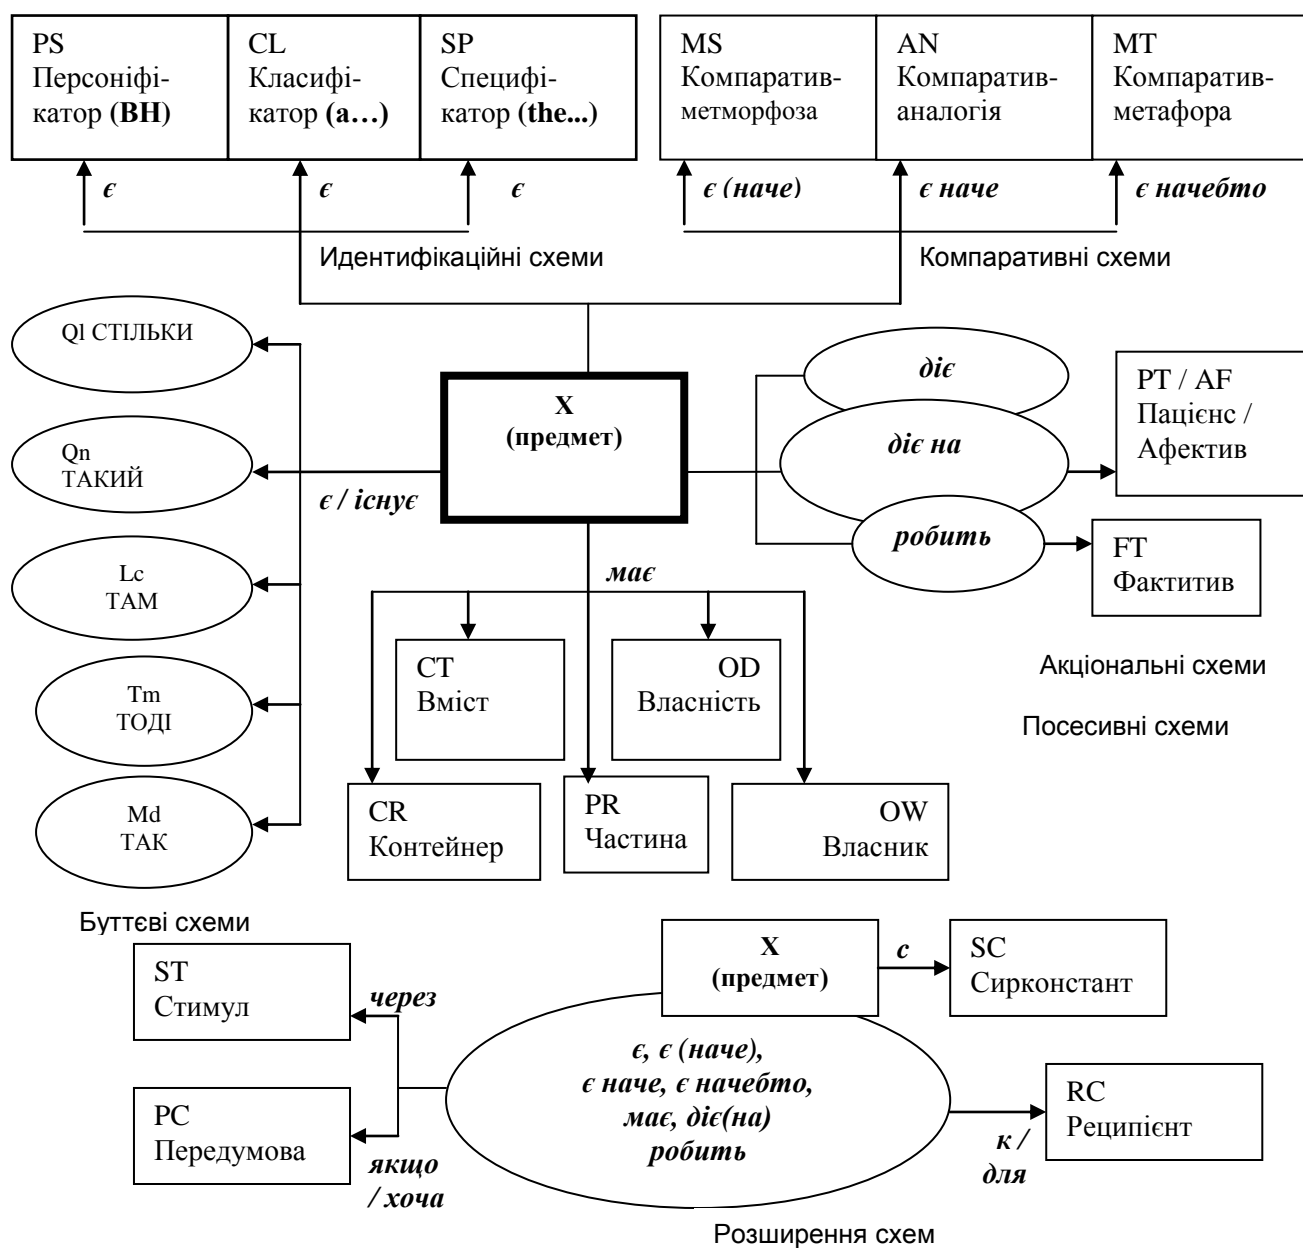 PS
Персоніфі-
катор (ВН)
CL
Класифі-
катор (a…)
SP
Специфі-
катор (the...)
MS
Компаратив-
метморфоза
AN
Компаратив-
аналогія
MT
Компаратив-
метафора
є
є
є
є (наче)
є наче
є начебто
Идентифікаційні схеми
Компаративні схеми
Ql СТІЛЬКИ
Qn
ТАКИЙ
Lc
ТАМ
Tm
ТОДІ
Md
ТАК
є / існує
X
(предмет)
діє
діє на
робить
PT / AF
Пацієнс /
Афектив
FT
Фактитив
має
CT
Вміст
OD
Власність
Акціональні схеми
Посесивні схеми
CR
Контейнер
PR
Частина
OW
Власник
Буттєві схеми
ST
Стимул
через
PC
Передумова
якщо
/ хоча
X
(предмет)
с
SC
Сирконстант
є, є (наче),
є наче, є начебто,
має, діє(на)
робить
к /
для
RC
Реципієнт
Розширення схем